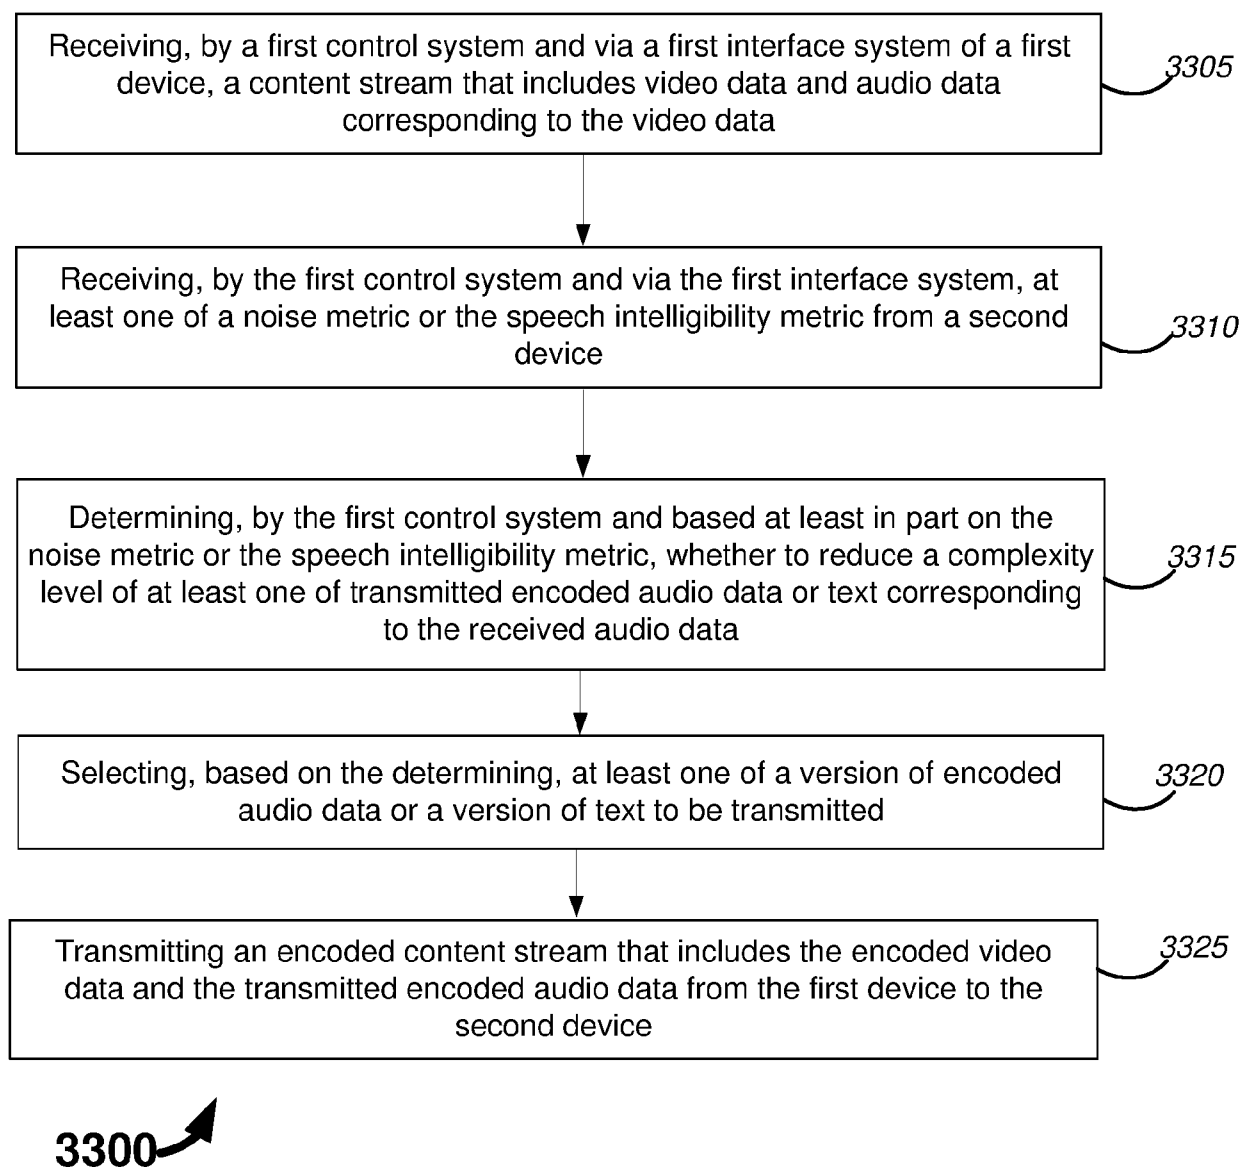 Receiving, by a first control system and via a first interface system of a first
device, a content stream that includes video data and audio data
corresponding to the video data
3305
Receiving, by the first control system and via the first interface system, at
least one of a noise metric or the speech intelligibility metric from a second
device
3310
Determining, by the first control system and based at least in part on the
noise metric or the speech intelligibility metric, whether to reduce a complexity
level of at least one of transmitted encoded audio data or text corresponding
to the received audio data
3315
Selecting, based on the determining, at least one of a version of encoded
audio data or a version of text to be transmitted
3320
Transmitting an encoded content stream that includes the encoded video
data and the transmitted encoded audio data from the first device to the
second device
3325
3300